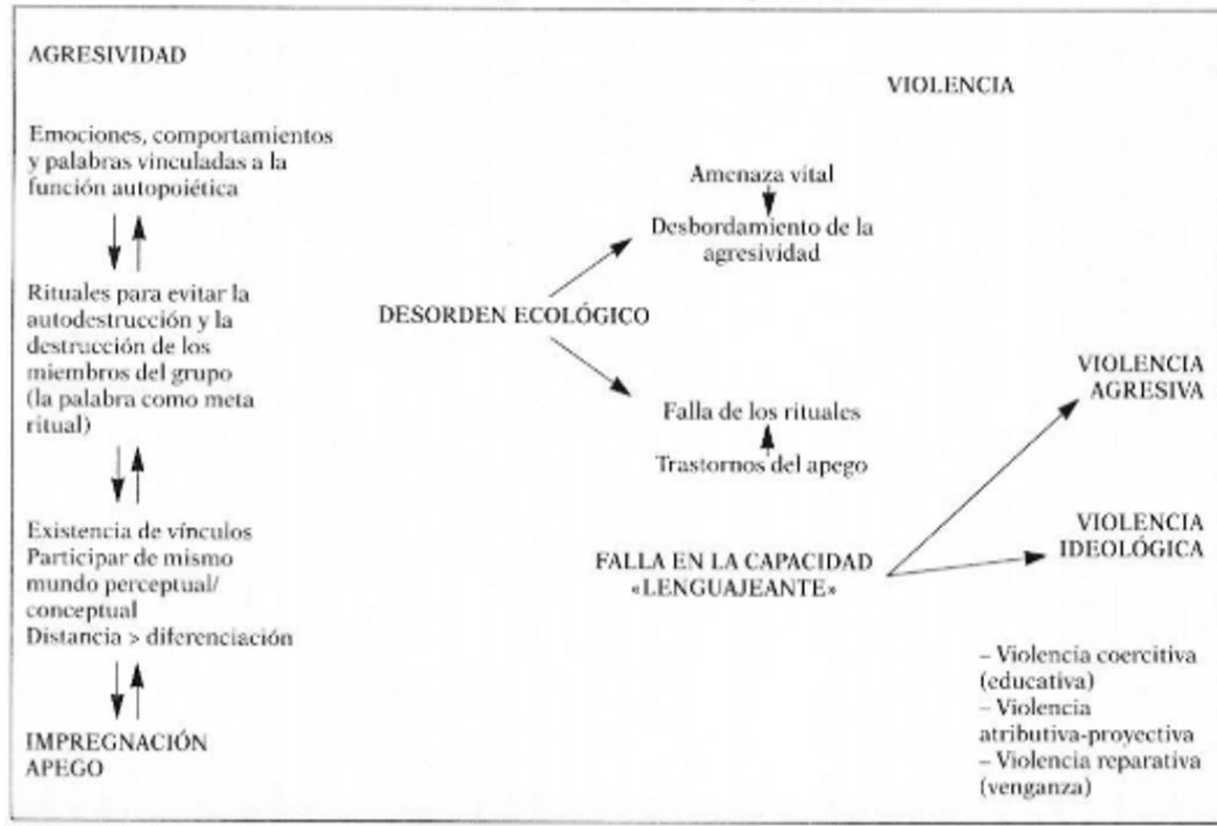 AGRESIVIDAD
Emociones, comportamientos
y palabras vinculadas a la
función autopoiética
Rituales para evitar la
autodestrucción y la
destrucción de los
miembros del grupo
(la palabra como meta
ritual)
Existencia de vínculos
Participar de mismo
mundo perceptual/
conceptual
Distancia > diferenciación
IMPREGNACIÓN
APEGO
DESORDEN ECOLÓGICO
VIOLENCIA
Amenaza vital
Desbordamiento de la
agresividad
Falla de los rituales
Trastornos del apego
FALLA EN LA CAPACIDAD
«LENGUAJEANTE»
VIOLENCIA
AGRESIVA
VIOLENCIA
IDEOLÓGICA
– Violencia coercitiva
(educativa)
– Violencia
atributiva-proyectiva
– Violencia reparativa
(venganza)